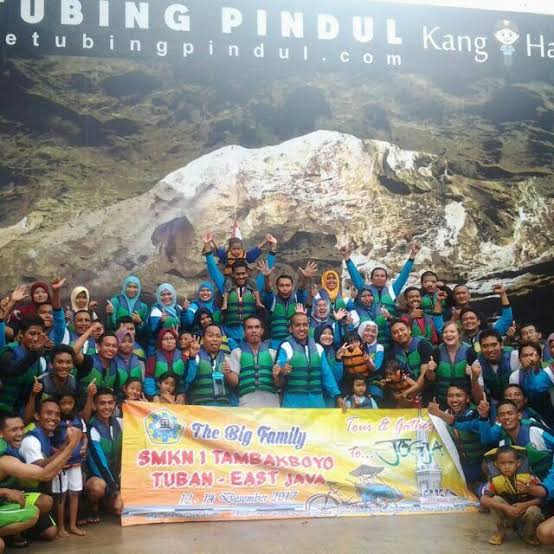 TUBING PINDUL
etubingpindul.com
Kang
Ha
The Big Family
SMKN 1 TAMBAKBOYO
TUBAN - EAST JAVA
12 - 14 Desember 2017
Tour &
To...
JOGJA